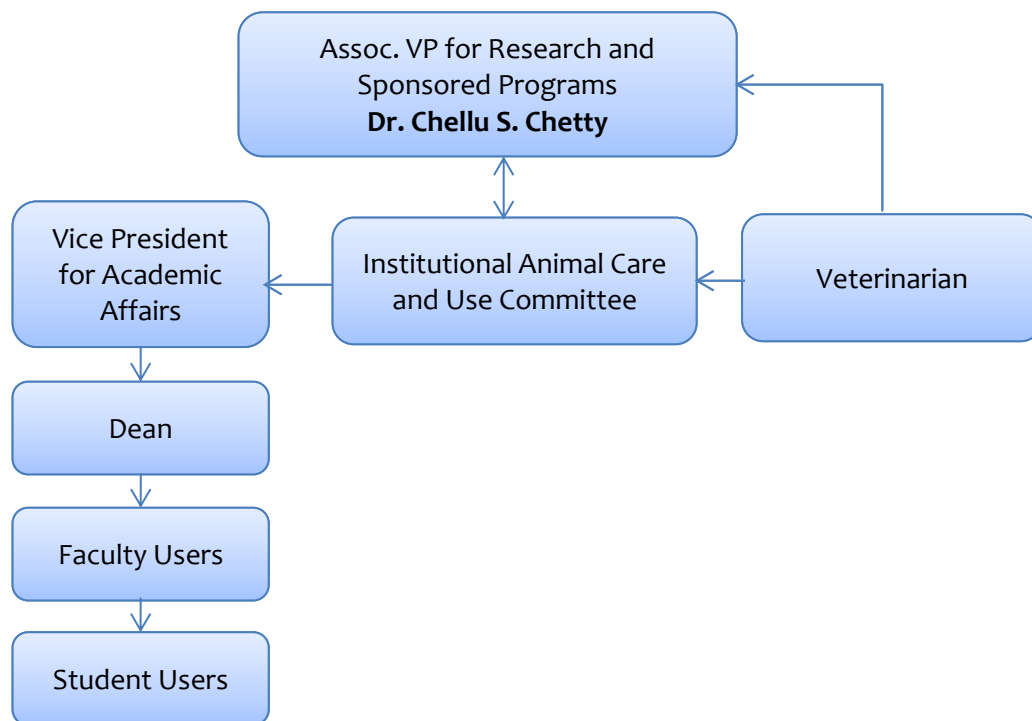 Assoc. VP for Research and
Sponsored Programs
Dr. Chellu S. Chetty
Vice President
for Academic
Affairs
Institutional Animal Care
and Use Committee
Veterinarian
Dean
Faculty Users
Student Users